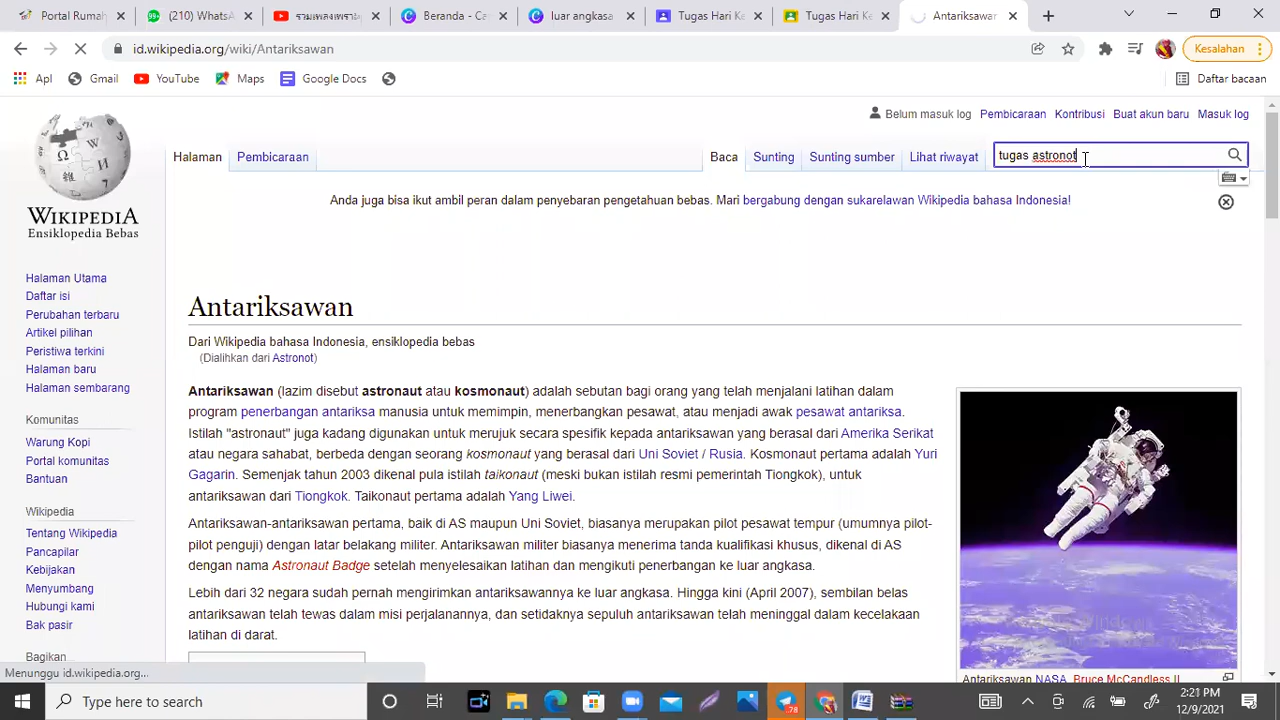 Portal Rumah
(210) WhatsA
รวมของเพราะ
Beranda - Ca
luar angkasa
Tugas Hari Ke
Tugas Hari Ke
Antariksawan
id.wikipedia.org/wiki/Antariksawan
Kesalahan
Apl
Gmail
YouTube
Maps
Google Docs
Daftar bacaan
Belum masuk log
Pembicaraan
Kontribusi
Buat akun baru
Masuk log
Halaman
Pembicaraan
Baca
Sunting
Sunting sumber
Lihat riwayat
tugas astronot
Anda juga bisa ikut ambil peran dalam penyebaran pengetahuan bebas. Mari bergabung dengan sukarelawan Wikipedia bahasa Indonesia!
WIKIPEDIA
Ensiklopedia Bebas
Halaman Utama
Daftar isi
Perubahan terbaru
Artikel pilihan
Peristiwa terkini
Halaman baru
Halaman sembarang
Komunitas
Warung Kopi
Portal komunitas
Bantuan
Wikipedia
Tentang Wikipedia
Pancapilar
Kebijakan
Menyumbang
Hubungi kami
Bak pasir
Bagikan
Antariksawan
Dari Wikipedia bahasa Indonesia, ensiklopedia bebas
(Dialihkan dari Astronot)
Antariksawan (lazim disebut astronaut atau kosmonaut) adalah sebutan bagi orang yang telah menjalani latihan dalam
program penerbangan antariksa manusia untuk memimpin, menerbangkan pesawat, atau menjadi awak pesawat antariksa.
Istilah "astronaut" juga kadang digunakan untuk merujuk secara spesifik kepada antariksawan yang berasal dari Amerika Serikat
atau negara sahabat, berbeda dengan seorang kosmonaut yang berasal dari Uni Soviet / Rusia. Kosmonaut pertama adalah Yuri
Gagarin. Semenjak tahun 2003 dikenal pula istilah taikonaut (meski bukan istilah resmi pemerintah Tiongkok), untuk
antariksawan dari Tiongkok. Taikonaut pertama adalah Yang Liwei.
Antariksawan-antariksawan pertama, baik di AS maupun Uni Soviet, biasanya merupakan pilot pesawat tempur (umumnya pilot-
pilot penguji) dengan latar belakang militer. Antariksawan militer biasanya menerima tanda kualifikasi khusus, dikenal di AS
dengan nama Astronaut Badge setelah menyelesaikan latihan dan mengikuti penerbangan ke luar angkasa.
Lebih dari 32 negara sudah pernah mengirimkan antariksawannya ke luar angkasa. Hingga kini (April 2007), sembilan belas
antariksawan telah tewas dalam misi perjalanannya, dan setidaknya sepuluh antariksawan telah meninggal dalam kecelakaan
latihan di darat.
Antariksawan NASA, Bruce McCandless II
Menunggu id.wikipedia.org...
Type here to search
78
2:21 PM
12/9/2021